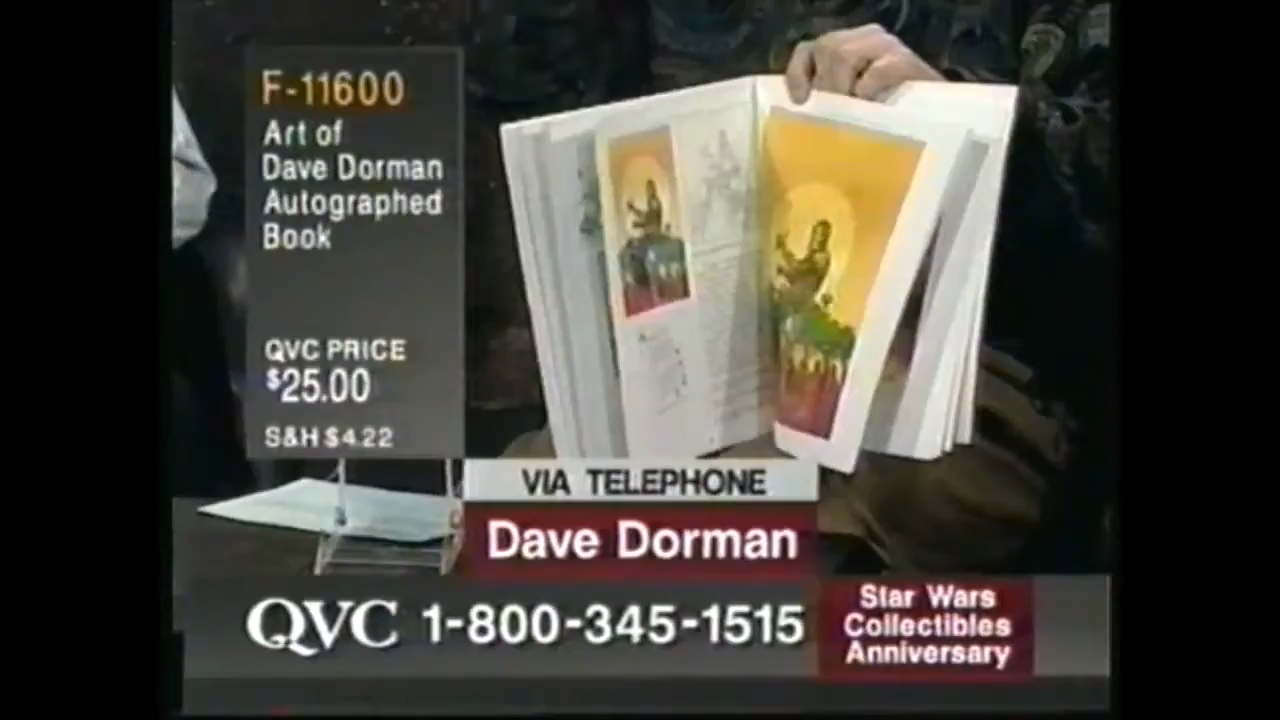 F-11600
Art of
Dave Dorman
Autographed
Book
QVC PRICE
$25.00
S&H $4.22
VIA TELEPHONE
Dave Dorman
QVC 1-800-345-1515
Star Wars
Collectibles
Anniversary